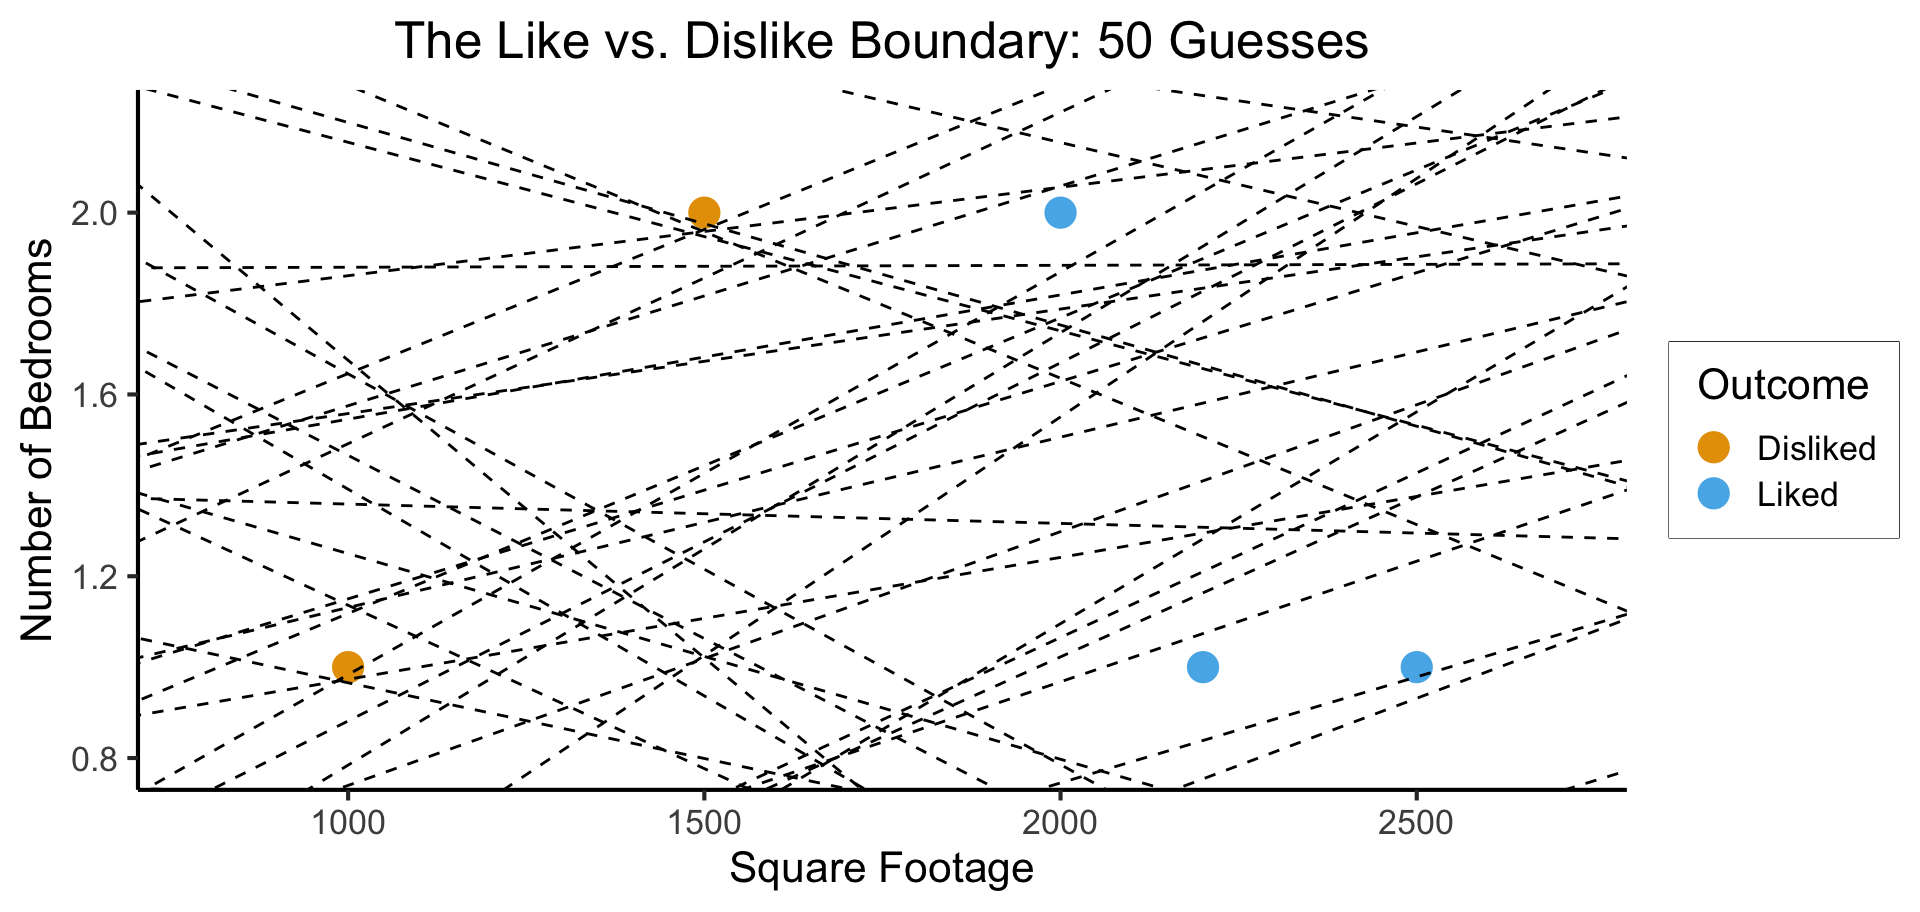 The Like vs. Dislike Boundary: 50 Guesses
Number of Bedrooms
2.0
1.6
1.2
0.8
1000 1500 2000 2500
Square Footage
Outcome
Disliked
Liked